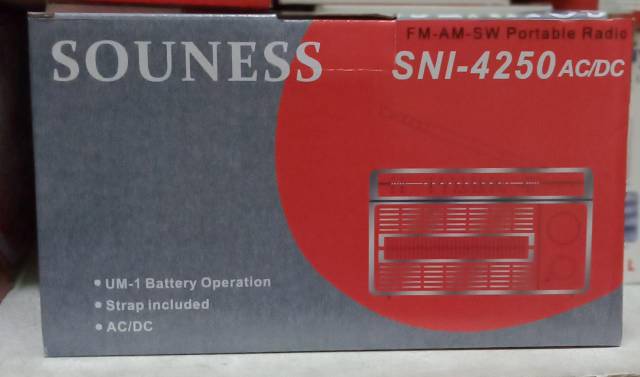 FM-AM-SW Portable Radio
SOUNESS
SNI-4250 AC/DC
• UM-1 Battery Operation
• Strap included
• AC/DC